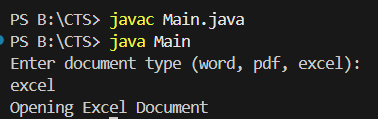 PS B:\CTS> javac Main.java
PS B:\CTS> java Main
Enter document type (word, pdf, excel):
excel
Opening Excel Document